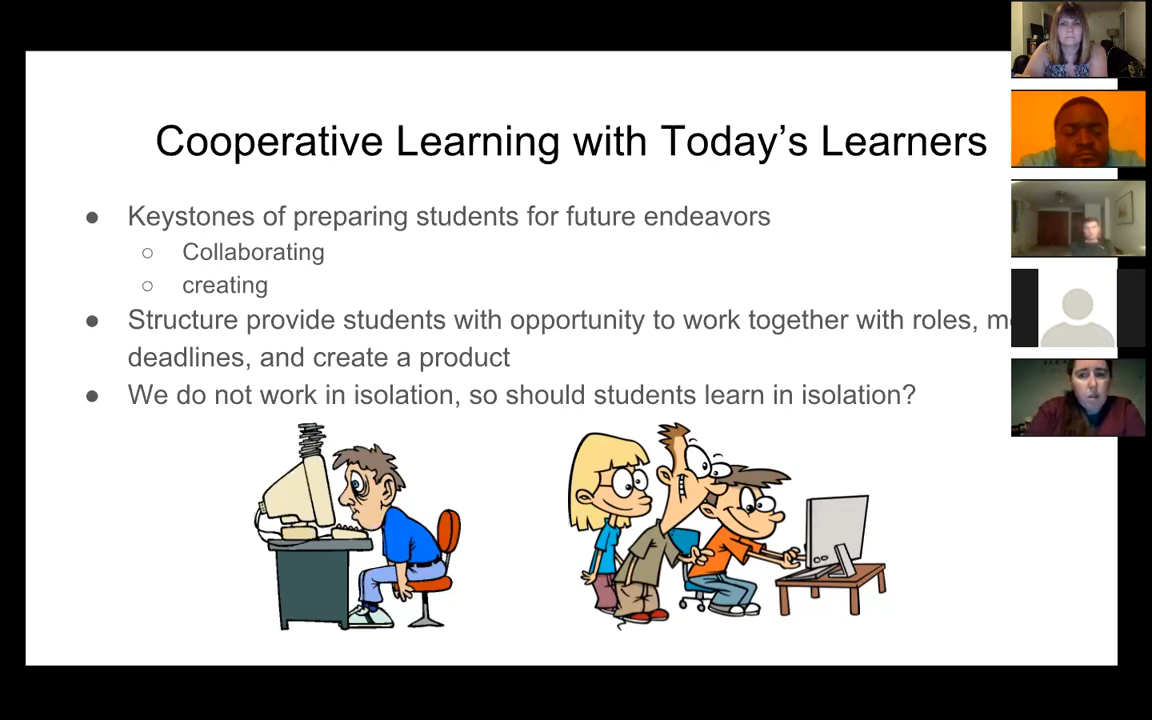 Cooperative Learning with Today's Learners
● Keystones of preparing students for future endeavors
○ Collaborating
○ creating
● Structure provide students with opportunity to work together with roles,
deadlines, and create a product
● We do not work in isolation, so should students learn in isolation?